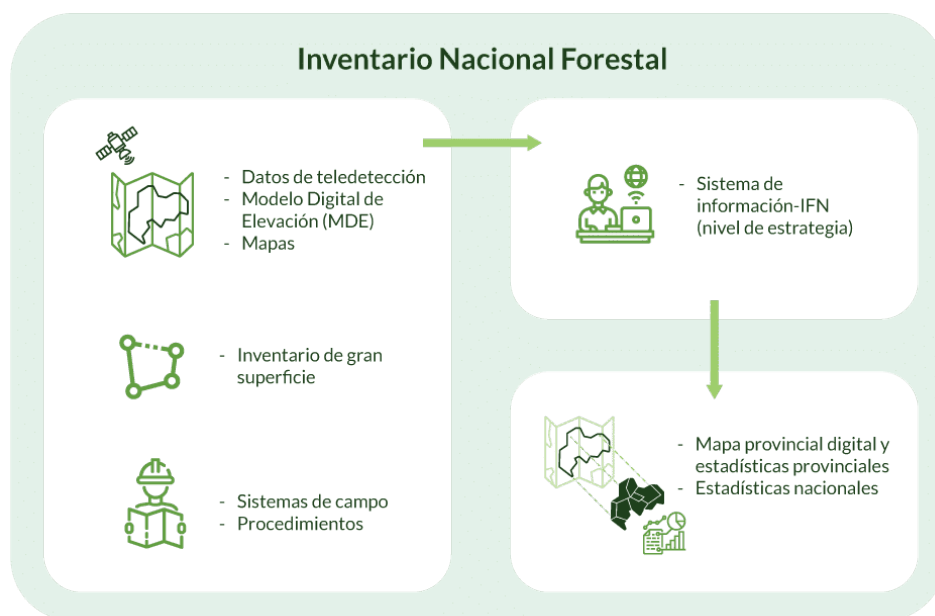 Inventario Nacional Forestal
- Datos de teledetección
- Modelo Digital de
Elevación (MDE)
- Mapas
- Inventario de gran
superficie
- Sistemas de campo
- Procedimientos
- Sistema de
información-IFN
(nivel de estrategia)
- Mapa provincial digital y
estadísticas provinciales
- Estadísticas nacionales